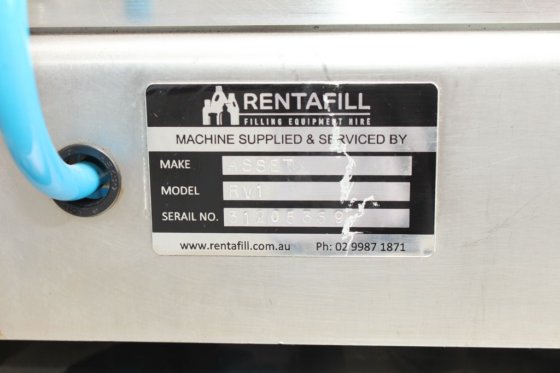 RENTAFILL
FILLING EQUIPMENT HIRE
MACHINE SUPPLIED & SERVICED BY
MAKE ASSET
MODEL RV1
SERAIL NO.
www.rentafill.com.au Ph: 02 9987 1871